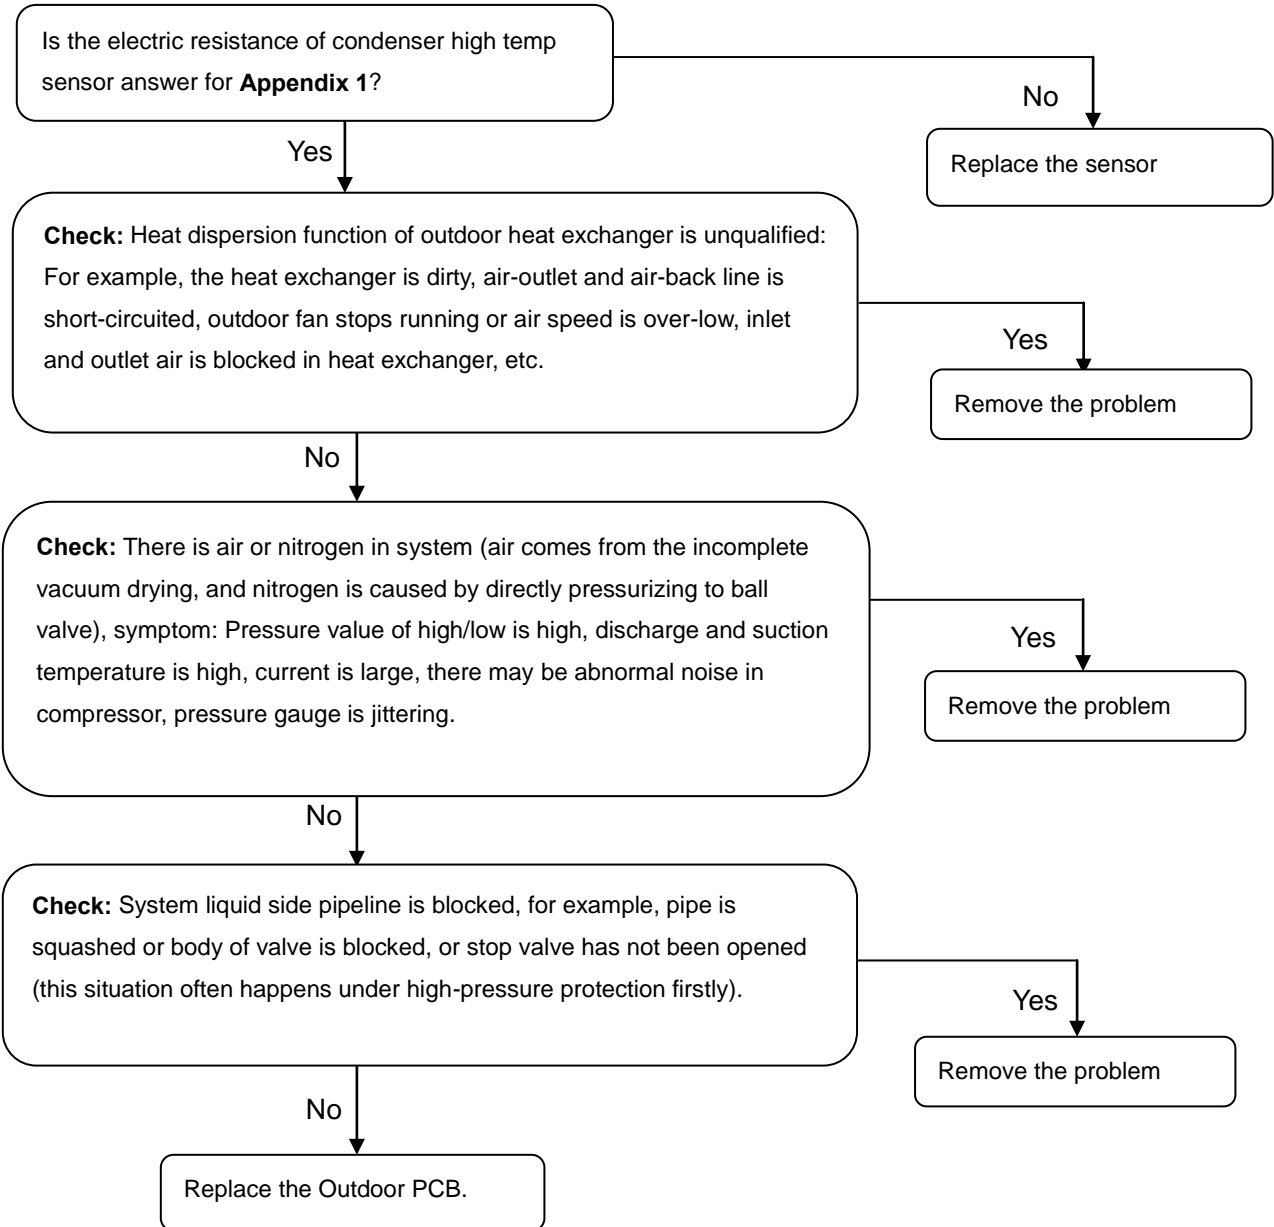 Is the electric resistance of condenser high temp
sensor answer for Appendix 1?
No
Replace the sensor
Yes
Check: Heat dispersion function of outdoor heat exchanger is unqualified:
For example, the heat exchanger is dirty, air-outlet and air-back line is
short-circuited, outdoor fan stops running or air speed is over-low, inlet
and outlet air is blocked in heat exchanger, etc.
Yes
Remove the problem
No
Check: There is air or nitrogen in system (air comes from the incomplete
vacuum drying, and nitrogen is caused by directly pressurizing to ball
valve), symptom: Pressure value of high/low is high, discharge and suction
temperature is high, current is large, there may be abnormal noise in
compressor, pressure gauge is jittering.
Yes
Remove the problem
No
Check: System liquid side pipeline is blocked, for example, pipe is
squashed or body of valve is blocked, or stop valve has not been opened
(this situation often happens under high-pressure protection firstly).
Yes
Remove the problem
No
Replace the Outdoor PCB.